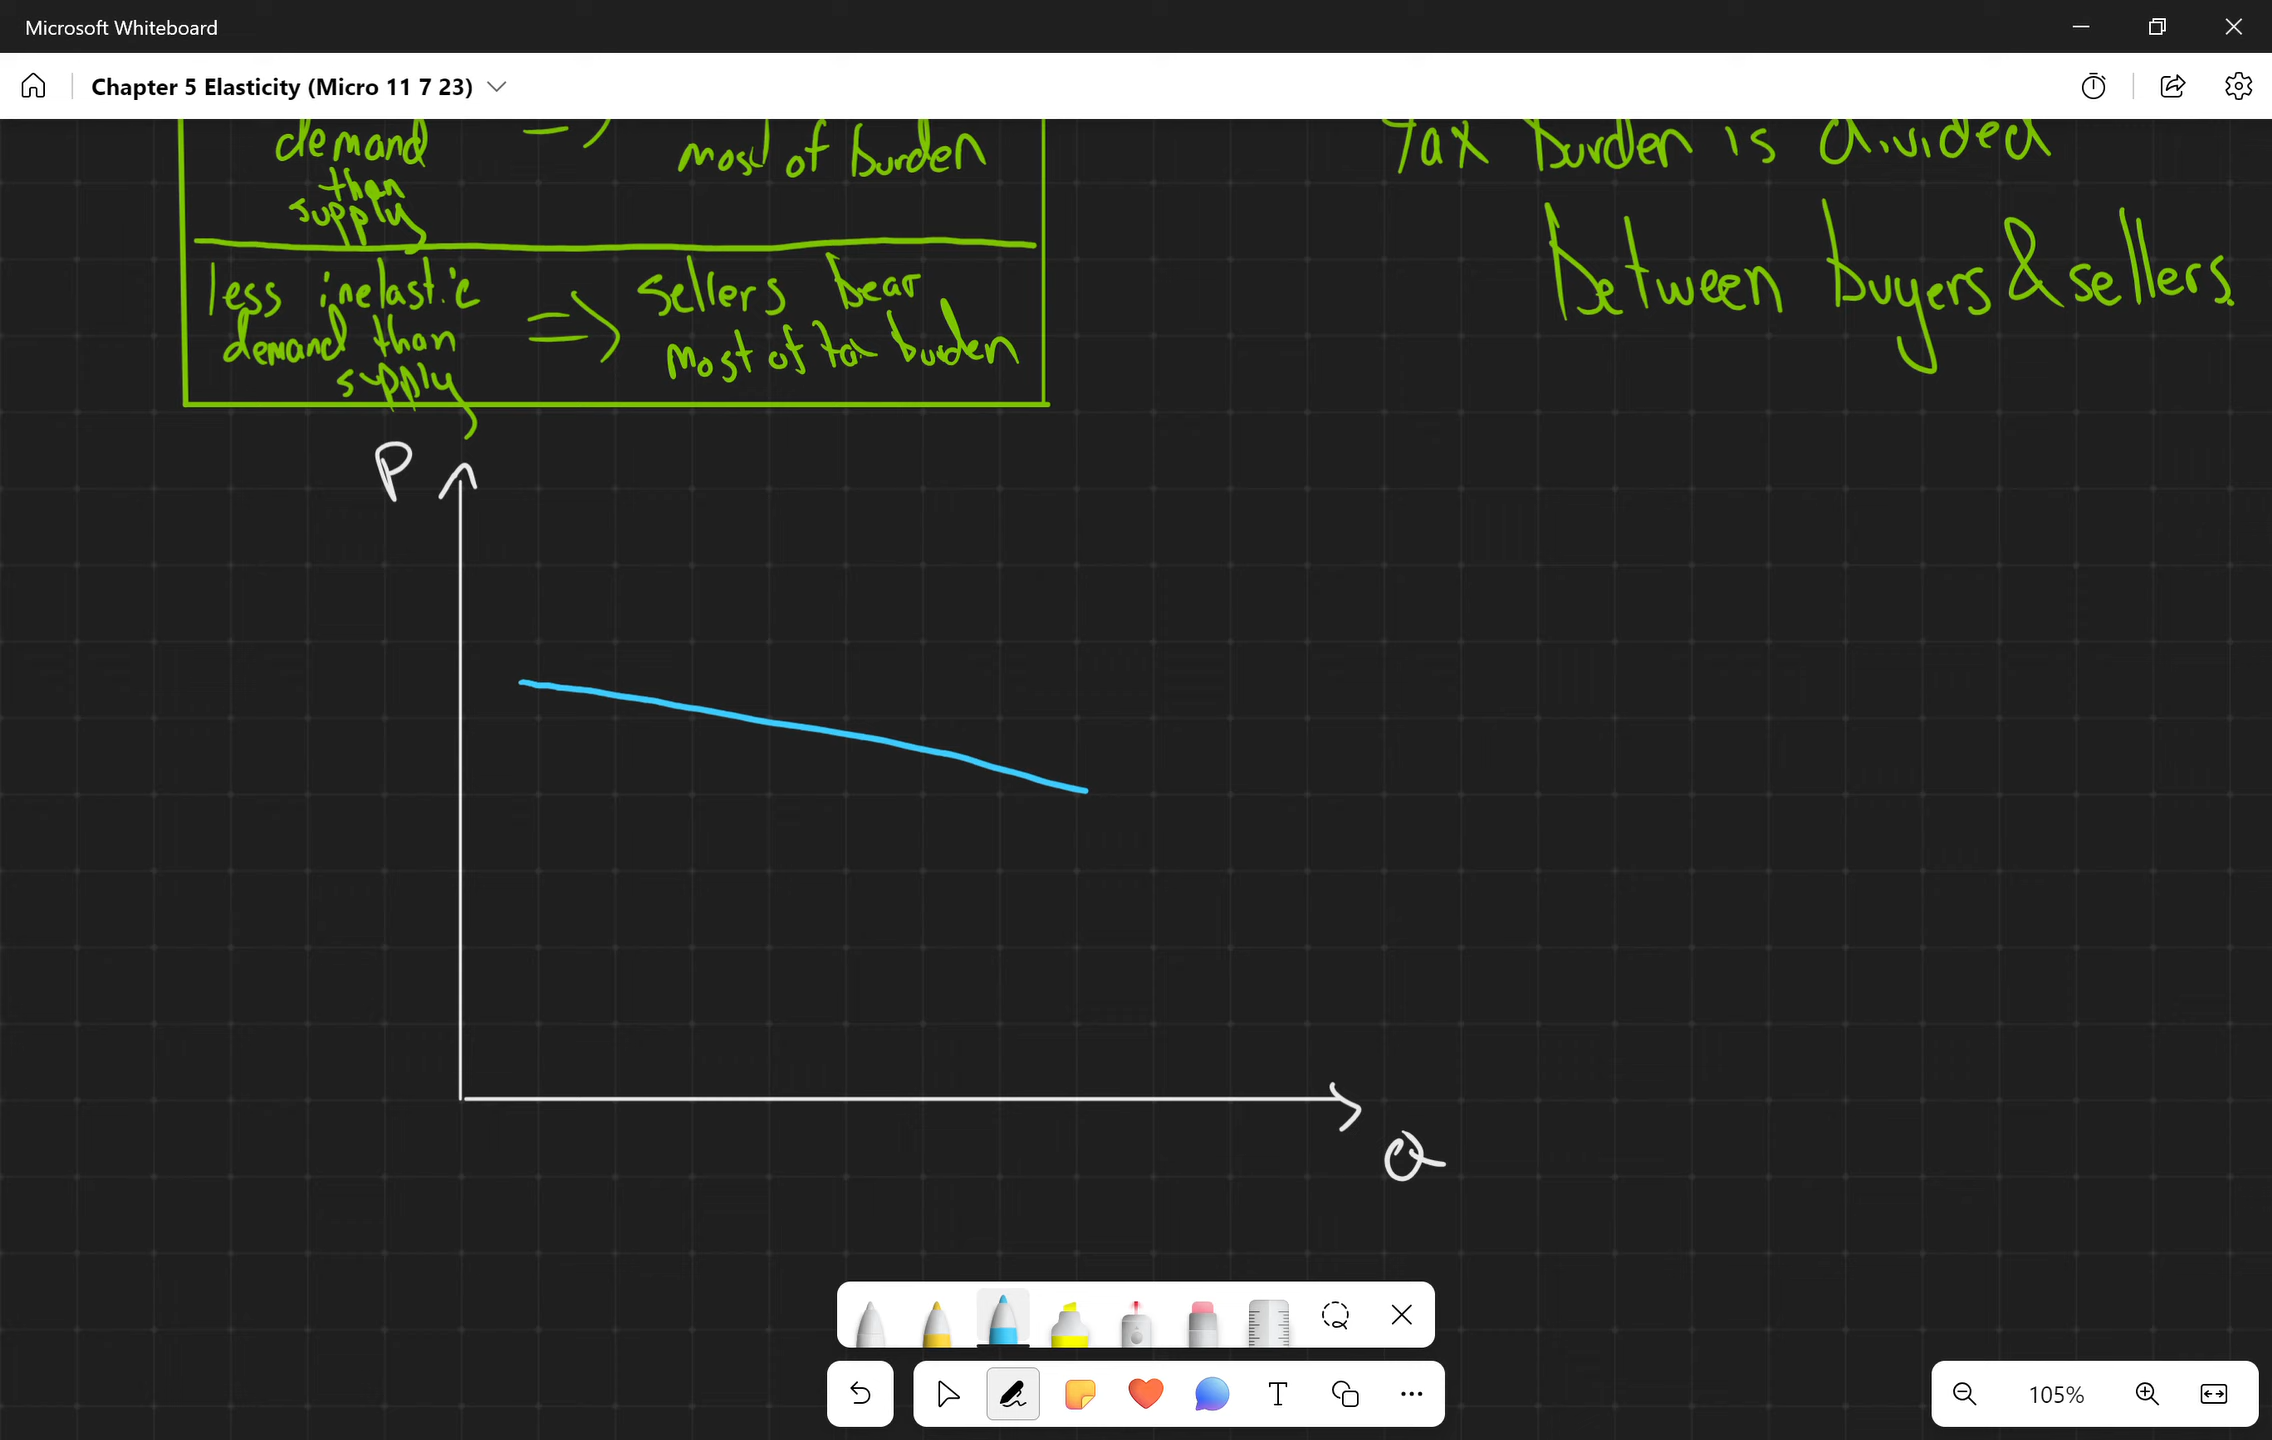 Microsoft Whiteboard
Chapter 5 Elasticity (Micro 11 7 23)
demand => most of burden
than
supply
less inelastic => sellers bear
demand than most of tax burden
supply
Tax burden is divided
between buyers & sellers.
P
Q
T
105%